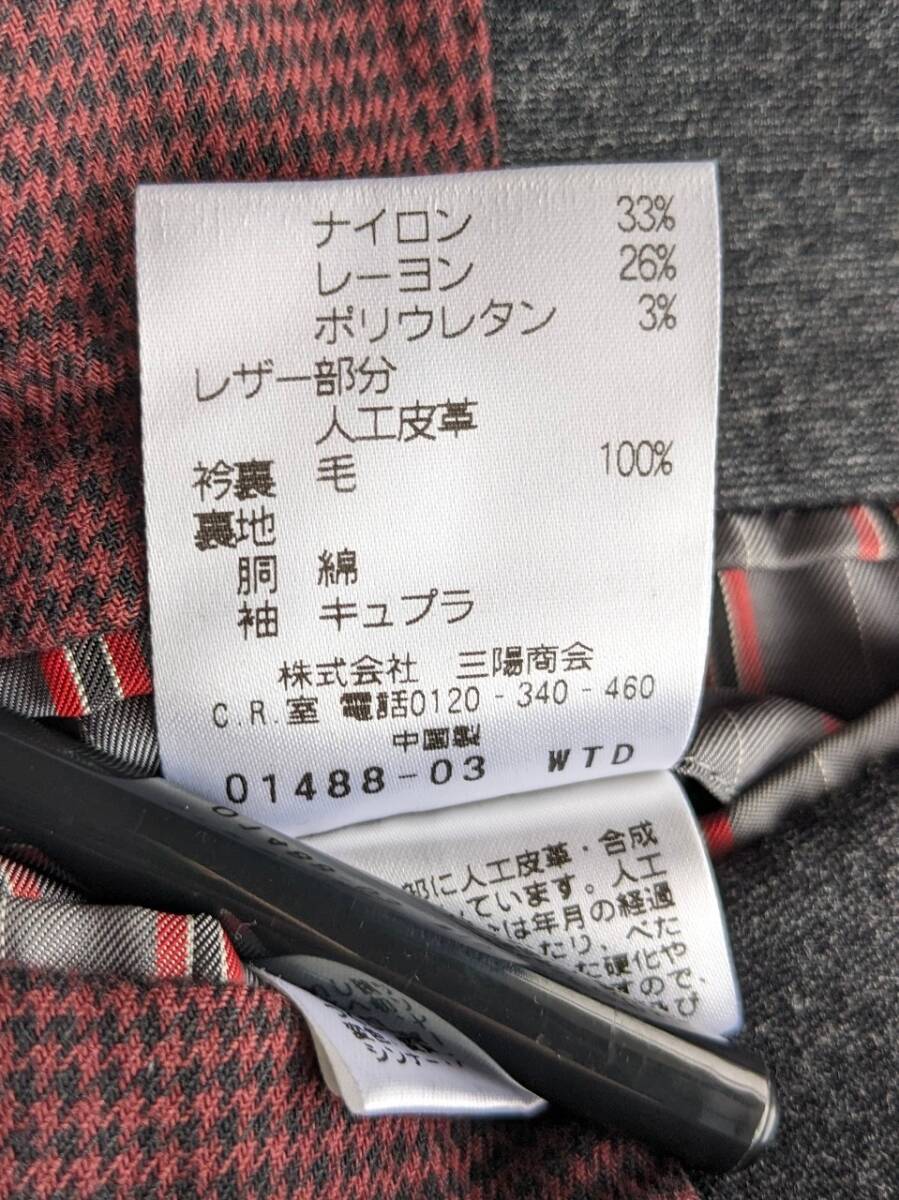 ナイロン 33%
レーヨン 26%
ポリウレタン 3%
レザー部分
人工皮革
衿裏 毛 100%
裏地
胴 綿
袖 キュプラ
株式会社 三陽商会
C.R.室 電話0120-340-460
中国製
01488-03 WTD
部に人工皮革・合成
ています。人工
は年月の経過
たり、べた
た硬化や
すので、